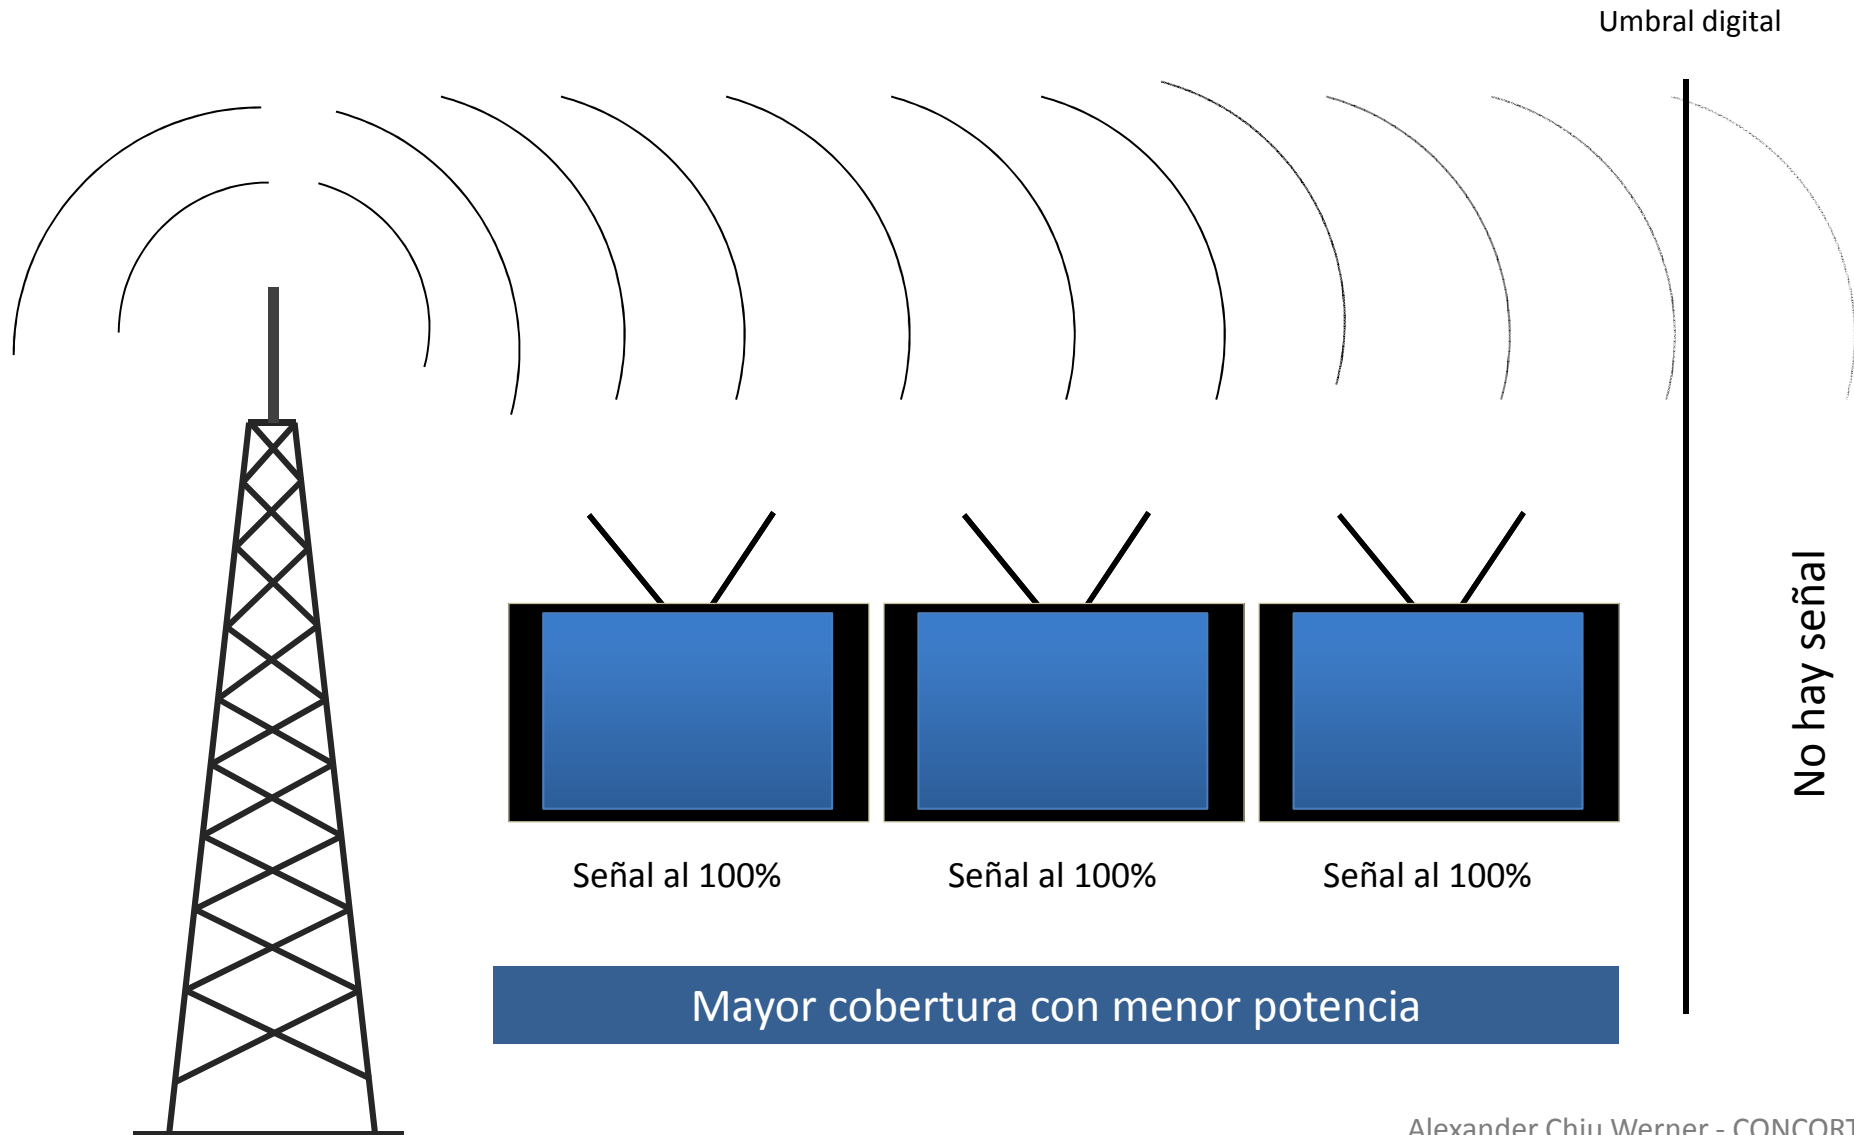 Umbral digital
No hay señal
Señal al 100%
Señal al 100%
Señal al 100%
Mayor cobertura con menor potencia
Alexander Chiu Werner - CONCORT